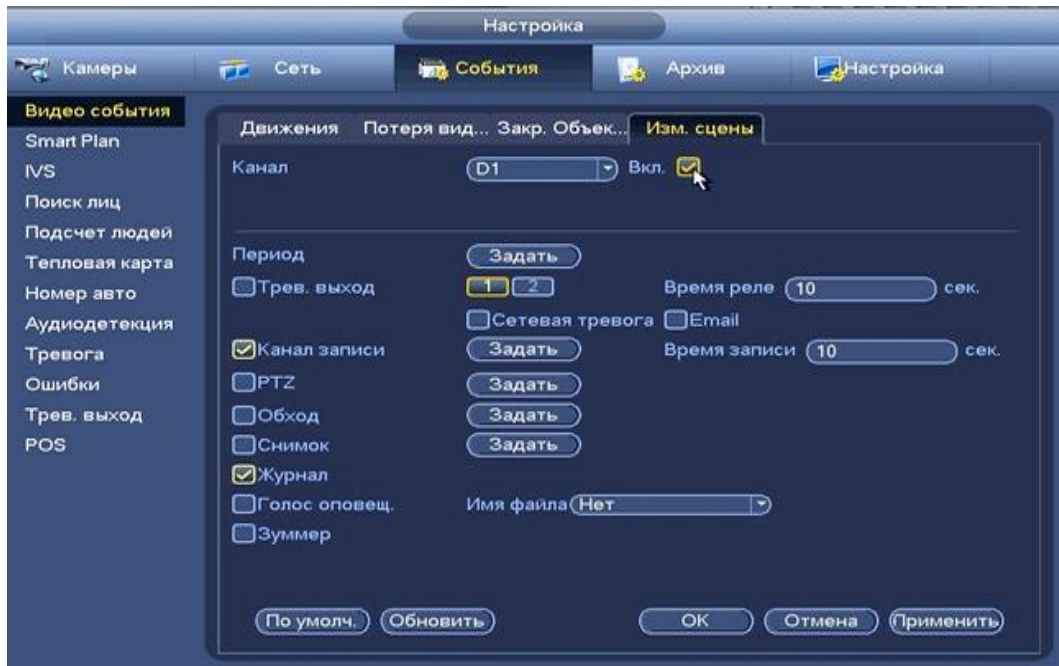 Настройка
Камеры Сеть События Архив Настройка
Видео события
Smart Plan
IVS
Поиск лиц
Подсчет людей
Тепловая карта
Номер авто
Аудиодетекция
Тревога
Ошибки
Трев. выход
POS
Движения Потеря вид... Закр. Объек... Изм. сцены
Канал D1 Вкл.
Период Задать
Трев. выход 1 2 Время реле 10 сек.
Сетевая тревога Email
Канал записи Задать Время записи 10 сек.
PTZ Задать
Обход Задать
Снимок Задать
Журнал
Голос оповещ. Имя файла Нет
Зуммер
По умолч. Обновить OK Отмена Применить